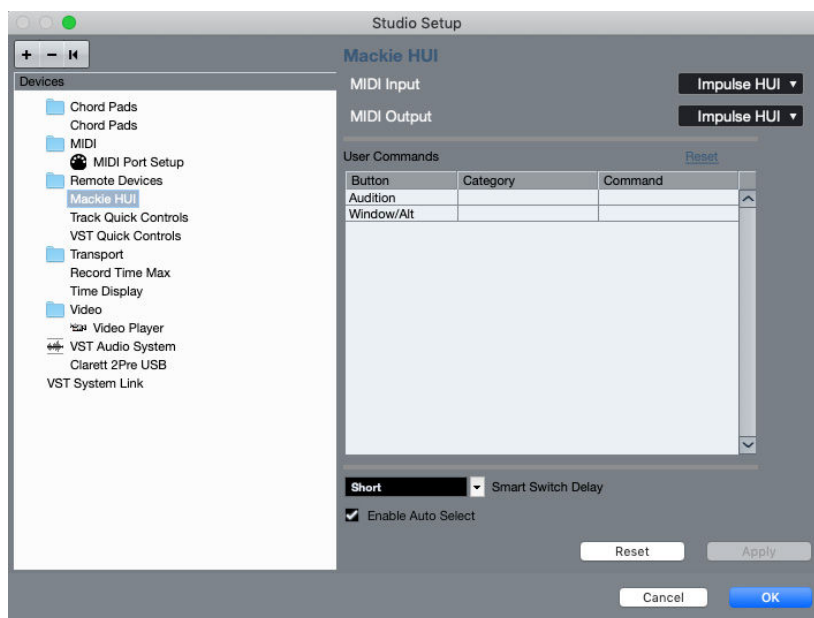 Studio Setup
Mackie HUI
Devices
MIDI Input Impulse HUI
MIDI Output Impulse HUI
Chord Pads
Chord Pads
MIDI
MIDI Port Setup
Remote Devices
Mackie HUI
Track Quick Controls
VST Quick Controls
Transport
Record Time Max
Time Display
Video
Video Player
VST Audio System
Clarett 2Pre USB
VST System Link
User Commands Reset
Button Category Command
Audition
Window/Alt
Short Smart Switch Delay
Enable Auto Select
Reset Apply
Cancel OK